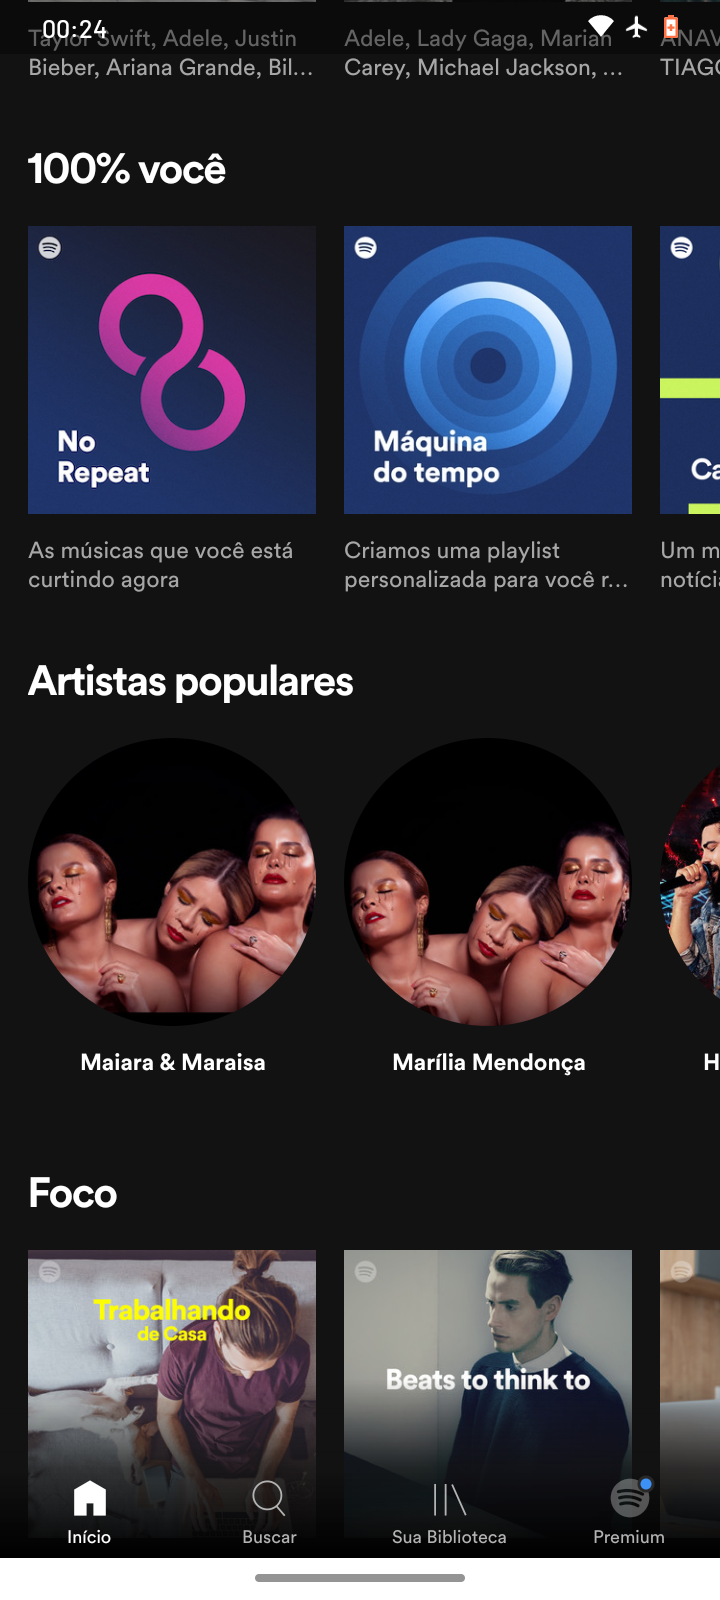 00:24
Taylor Swift, Adele, Justin
Bieber, Ariana Grande, Bil...
Adele, Lady Gaga, Mariah
Carey, Michael Jackson, ...
ANAV
TIAGO
100% você
No
Repeat
Máquina
do tempo
Ca
As músicas que você está
curtindo agora
Criamos uma playlist
personalizada para você r...
Um m
notíci
Artistas populares
Maiara & Maraisa
Marília Mendonça
H
Foco
Trabalhando
de Casa
Beats to think to
Início
Buscar
Sua Biblioteca
Premium